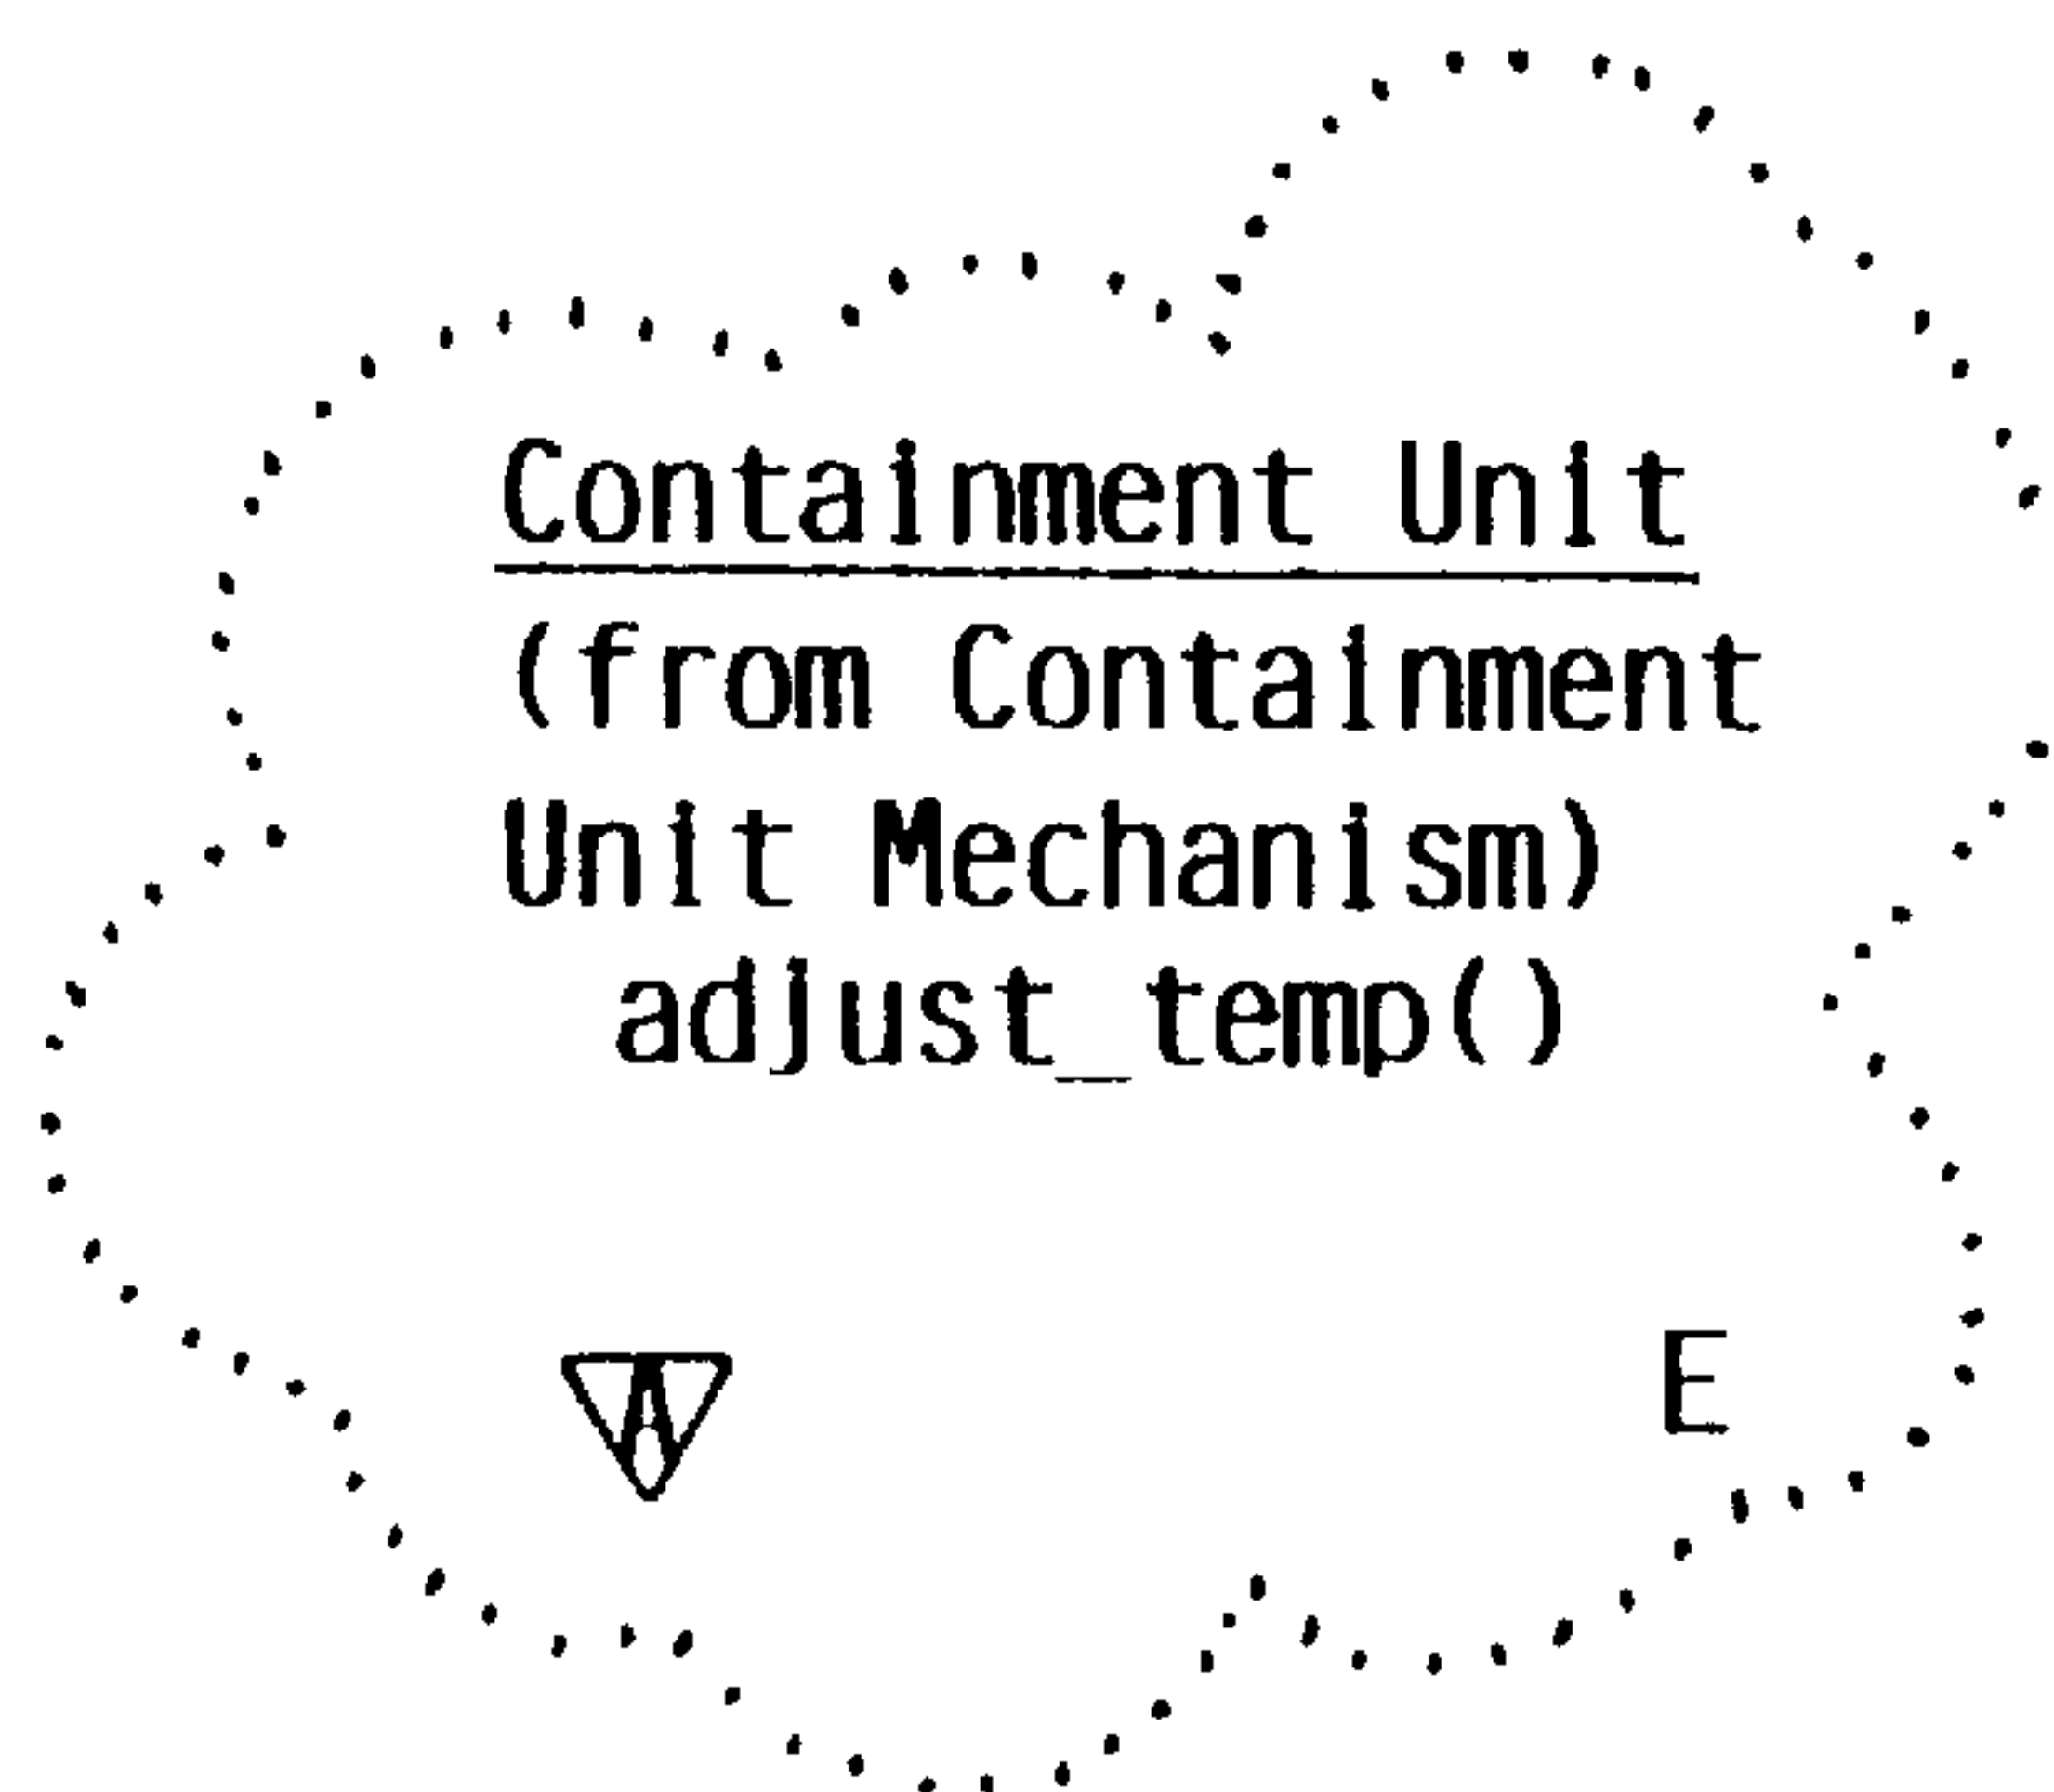 Containment Unit
(from Containment
Unit Mechanism)
adjust_temp()
A
E